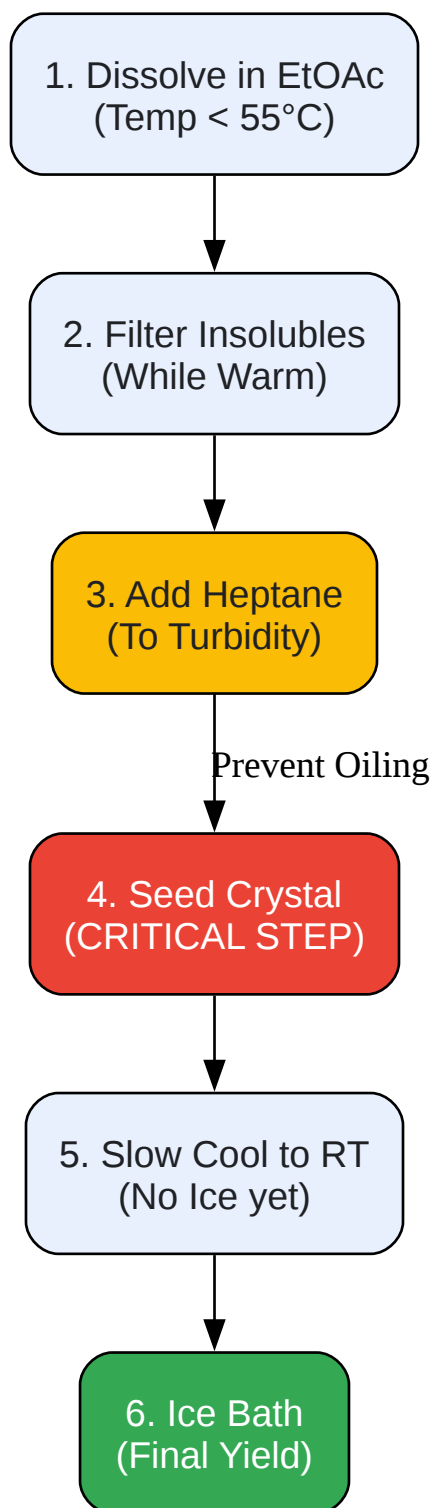 1. Dissolve in EtOAc
(Temp < 55°C)
2. Filter Insolubles
(While Warm)
3. Add Heptane
(To Turbidity)
Prevent Oiling
4. Seed Crystal
(CRITICAL STEP)
5. Slow Cool to RT
(No Ice yet)
6. Ice Bath
(Final Yield)